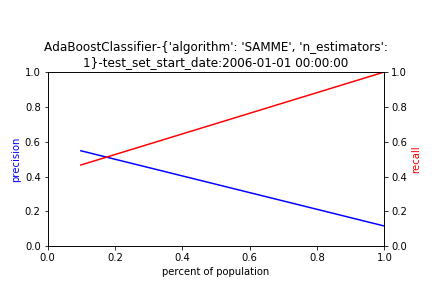 AdaBoostClassifier-{'algorithm': 'SAMME', 'n_estimators':
1}-test_set_start_date:2006-01-01 00:00:00
1.0
0.8
0.6
0.4
0.2
0.0
precision
1.0
0.8
0.6
0.4
0.2
0.0
recall
0.0 0.2 0.4 0.6 0.8 1.0
percent of population